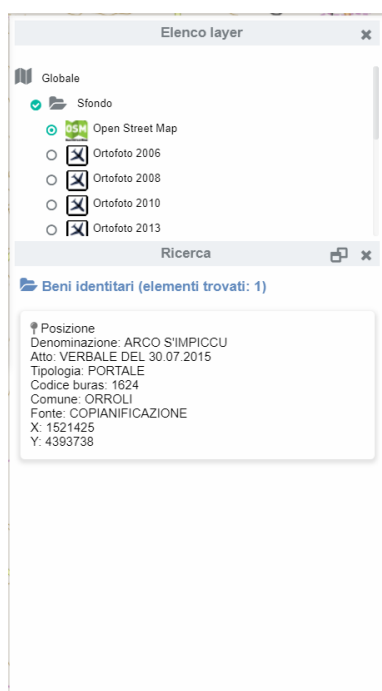 Elenco layer
Globale
Sfondo
OSM Open Street Map
Ortofoto 2006
Ortofoto 2008
Ortofoto 2010
Ortofoto 2013
Ricerca
Beni identitari (elementi trovati: 1)
Posizione
Denominazione: ARCO S'IMPICCU
Atto: VERBALE DEL 30.07.2015
Tipologia: PORTALE
Codice buras: 1624
Comune: ORROLI
Fonte: COPIANIFICAZIONE
X: 1521425
Y: 4393738